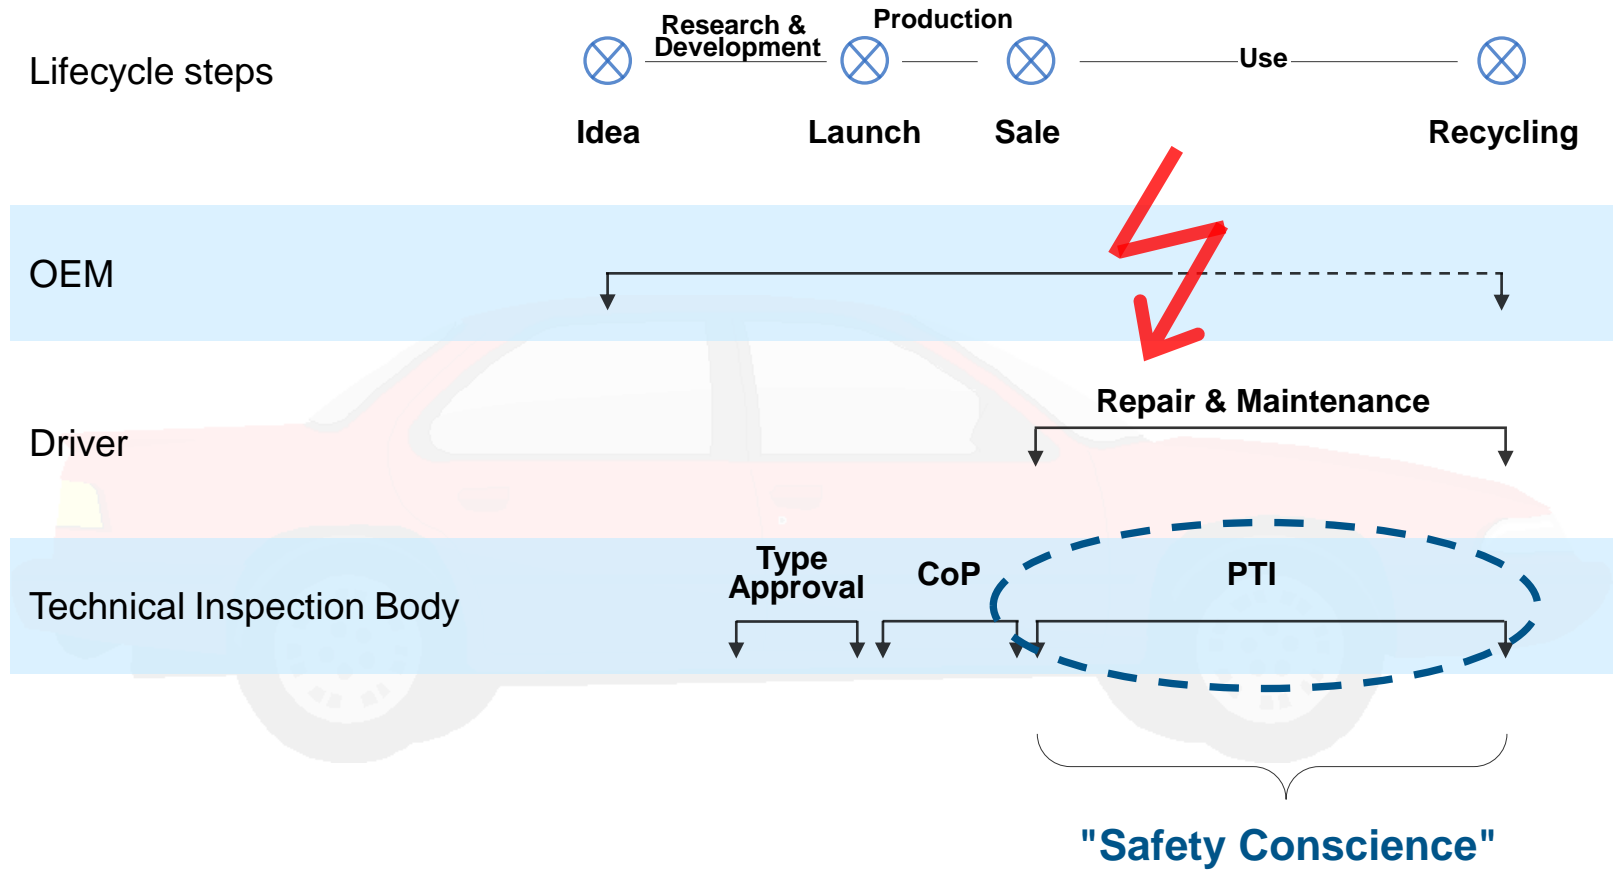 Lifecycle steps
Research &
Development
Production
Use
Idea
Launch
Sale
Recycling
OEM
Driver
Repair & Maintenance
Technical Inspection Body
Type
Approval
CoP
PTI
"Safety Conscience"